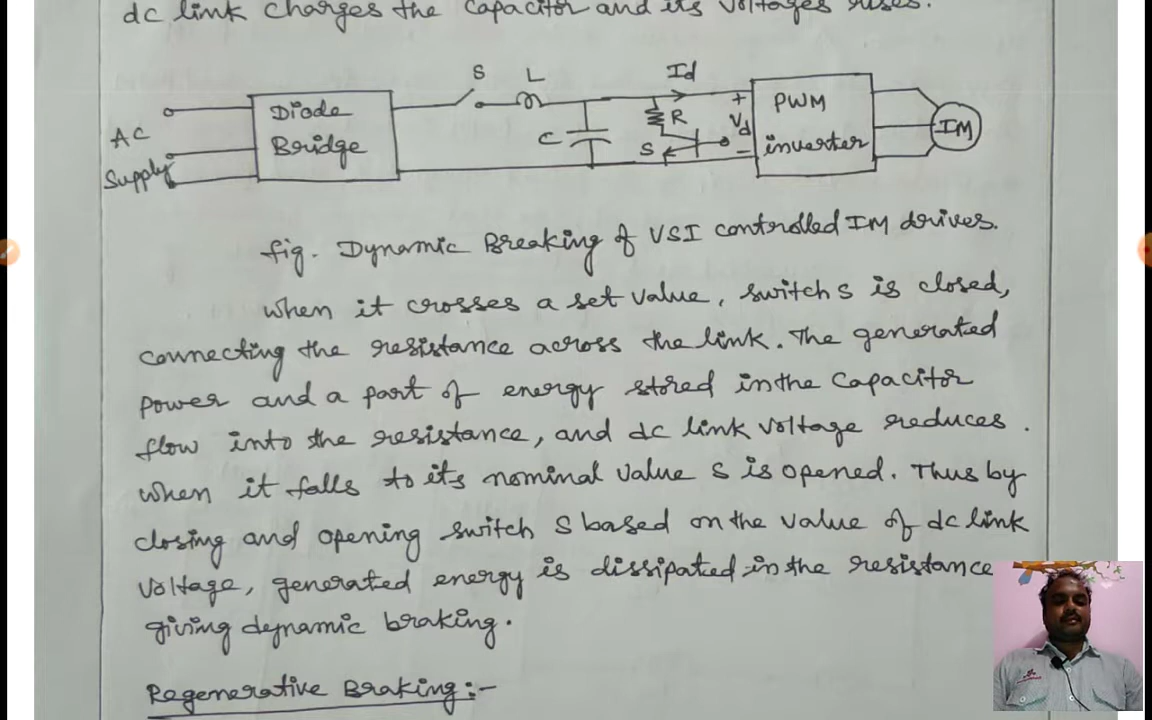 dc link charges the capacitor and its voltages rises.
S L Id
AC Supply
Diode Bridge
C
R
S
+ Vd -
PWM inverter
IM
fig. Dynamic Breaking of VSI controlled IM drives.
When it crosses a set value, switch S is closed,
connecting the resistance across the link. The generated
power and a part of energy stored in the capacitor
flow into the resistance, and dc link voltage reduces.
When it falls to its nominal value S is opened. Thus by
closing and opening switch S based on the value of dc link
voltage, generated energy is dissipated in the resistance
giving dynamic braking.
Regenerative Braking:-